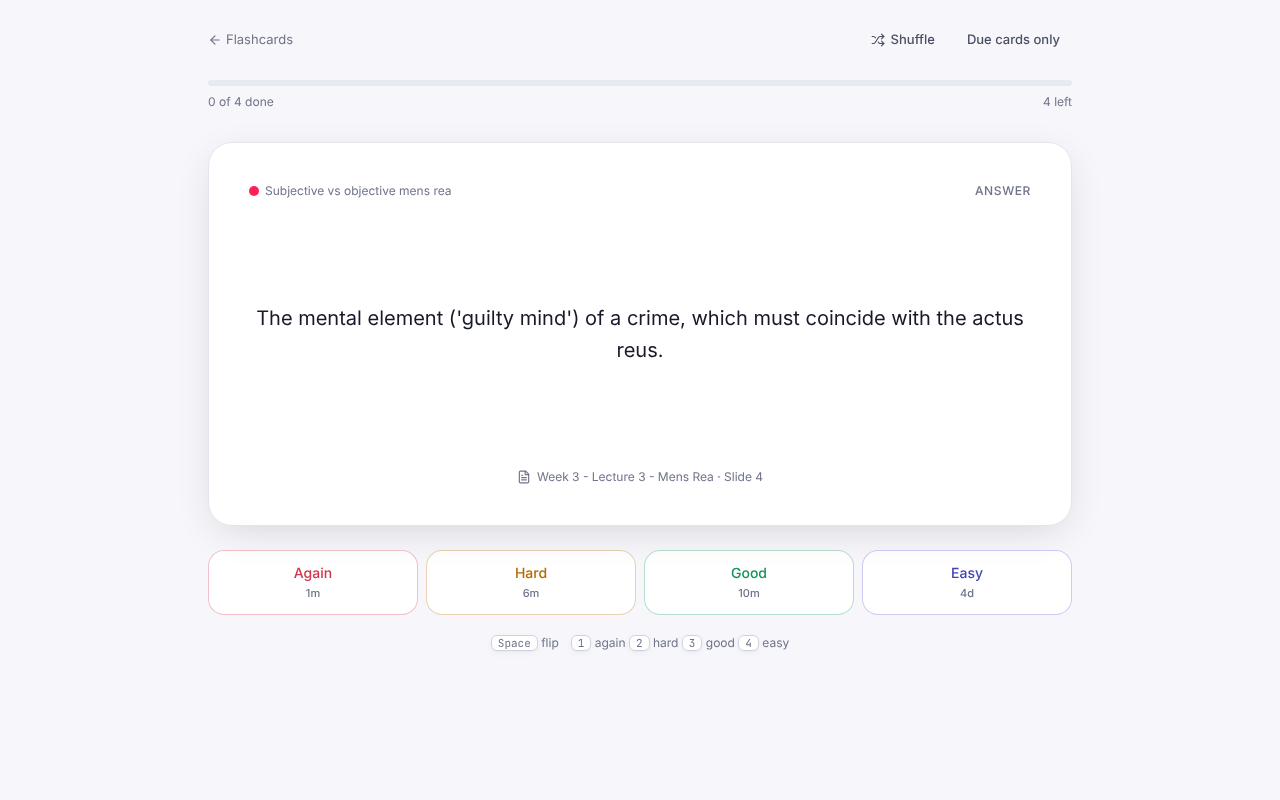 Flashcards
Shuffle
Due cards only
0 of 4 done
4 left
Subjective vs objective mens rea
ANSWER
The mental element ('guilty mind') of a crime, which must coincide with the actus
reus.
Week 3 - Lecture 3 - Mens Rea · Slide 4
Again
1m
Hard
6m
Good
10m
Easy
4d
Space flip 1 again 2 hard 3 good 4 easy